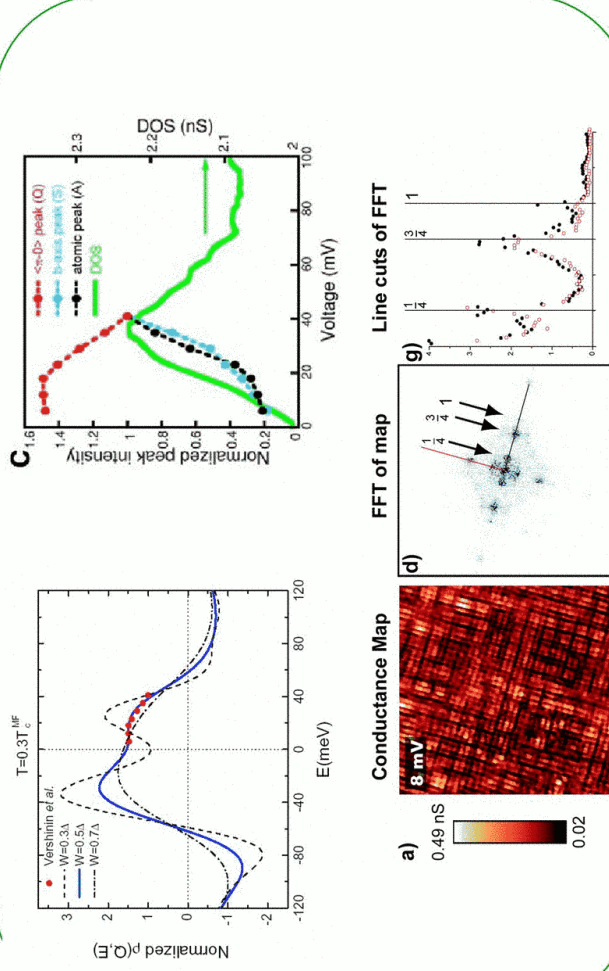 T=0.3T_c^MF
Vershinin et al.
W=0.3Δ
W=0.5Δ
W=0.7Δ
3
2
1
0
-1
-2
-120
-80
-40
0
40
80
120
E(meV)
Normalized ρ(Q,E)
C
<π-0> peak (Q)
b-axis peak (S)
atomic peak (A)
DOS
1.6
1.4
1.2
1
0.8
0.6
0.4
0.2
0
0
20
40
60
80
100
Voltage (mV)
Normalized peak intensity
2.3
2.2
2.1
2
DOS (nS)
a)
Conductance Map
8 mV
0.49 nS
0.02
FFT of map
d)
1/4
3/4
1
Line cuts of FFT
g)
1/4
3/4
1
4
3
2
1
0